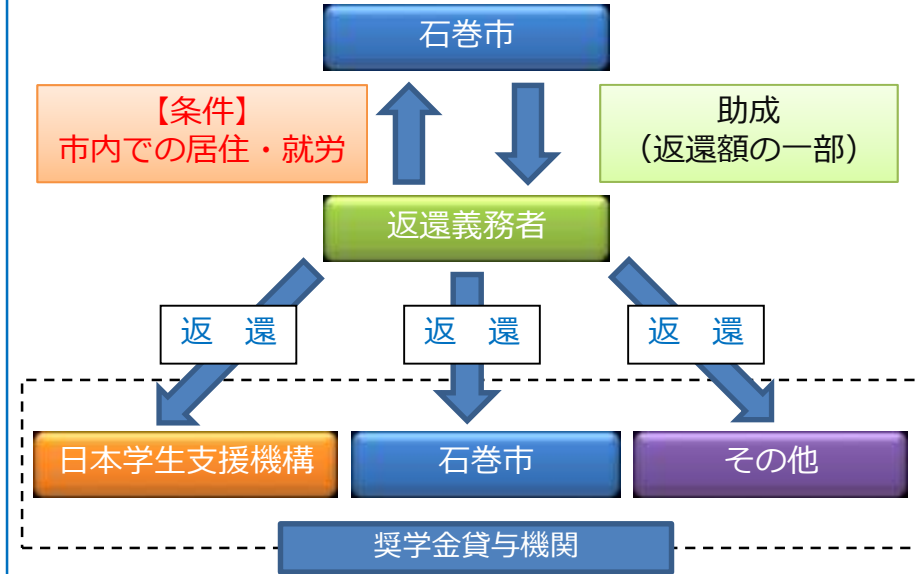 石巻市
【条件】
市内での居住・就労
助成
（返還額の一部）
返還義務者
返　還
返　還
返　還
日本学生支援機構
石巻市
その他
奨学金貸与機関